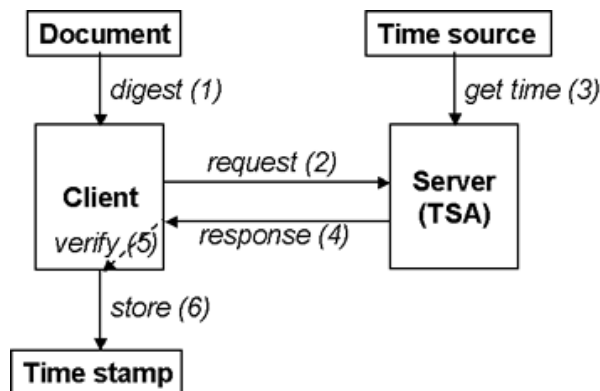 Document
Time source
digest (1)
get time (3)
request (2)
Client
Server
(TSA)
response (4)
verify (5)
store (6)
Time stamp